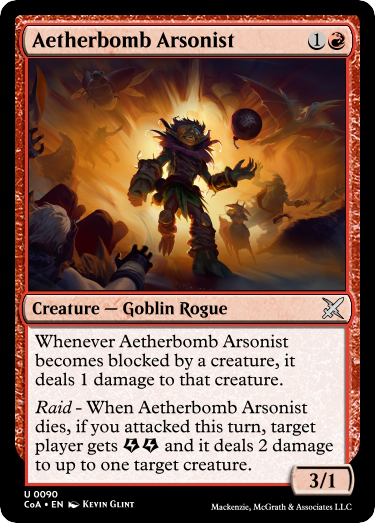 Aetherbomb Arsonist 1
Creature — Goblin Rogue
Whenever Aetherbomb Arsonist
becomes blocked by a creature, it
deals 1 damage to that creature.
Raid - When Aetherbomb Arsonist
dies, if you attacked this turn, target
player gets and it deals 2 damage
to up to one target creature.
3/1
U 0090
CoA • EN Kevin Glint
Mackenzie, McGrath & Associates LLC